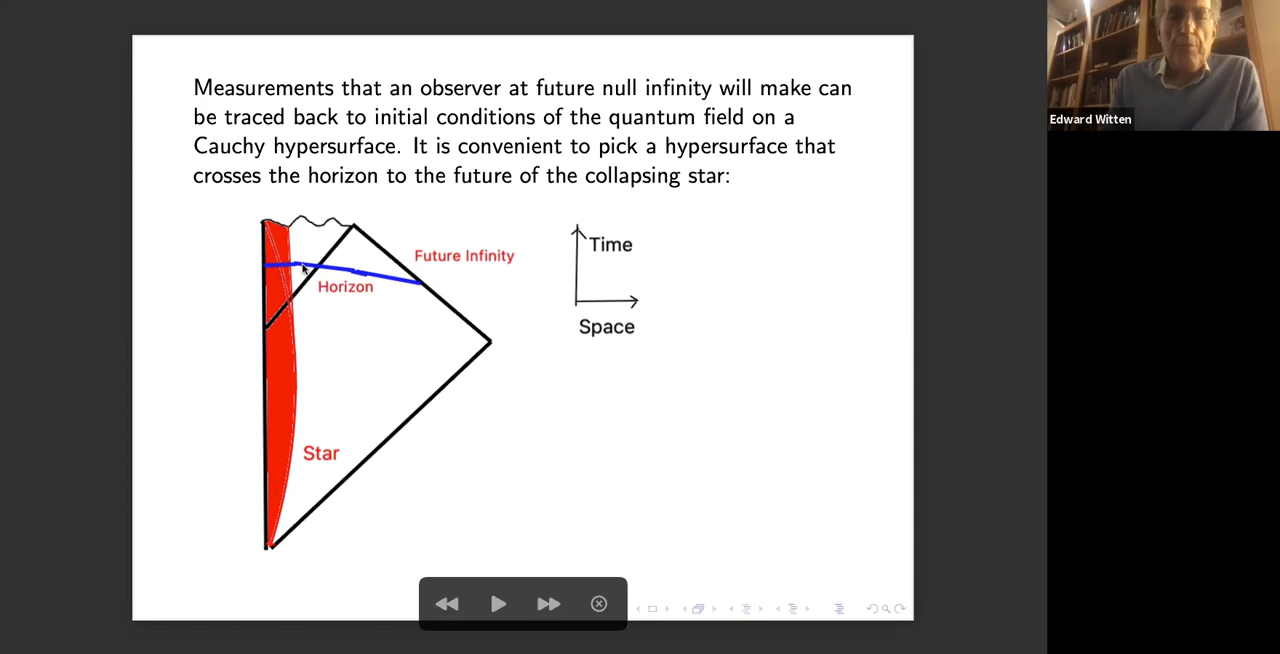 Measurements that an observer at future null infinity will make can
be traced back to initial conditions of the quantum field on a
Cauchy hypersurface. It is convenient to pick a hypersurface that
crosses the horizon to the future of the collapsing star:
Edward Witten
Time
Future Infinity
Horizon
Space
Star